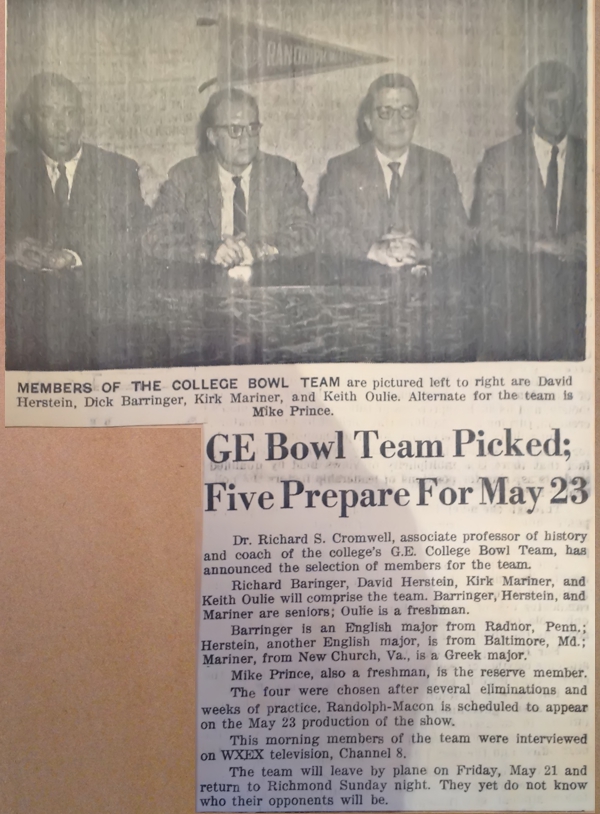 RANDOLPH
MEMBERS OF THE COLLEGE BOWL TEAM are pictured left to right are David
Herstein, Dick Barringer, Kirk Mariner, and Keith Oulie. Alternate for the team is
Mike Prince.
GE Bowl Team Picked;
Five Prepare For May 23
Dr. Richard S. Cromwell, associate professor of history
and coach of the college's G.E. College Bowl Team, has
announced the selection of members for the team.
Richard Baringer, David Herstein, Kirk Mariner, and
Keith Oulie will comprise the team. Barringer, Herstein, and
Mariner are seniors; Oulie is a freshman.
Barringer is an English major from Radnor, Penn.;
Herstein, another English major, is from Baltimore, Md.;
Mariner, from New Church, Va., is a Greek major.
Mike Prince, also a freshman, is the reserve member.
The four were chosen after several eliminations and
weeks of practice. Randolph-Macon is scheduled to appear
on the May 23 production of the show.
This morning members of the team were interviewed
on WXEX television, Channel 8.
The team will leave by plane on Friday, May 21 and
return to Richmond Sunday night. They yet do not know
who their opponents will be.